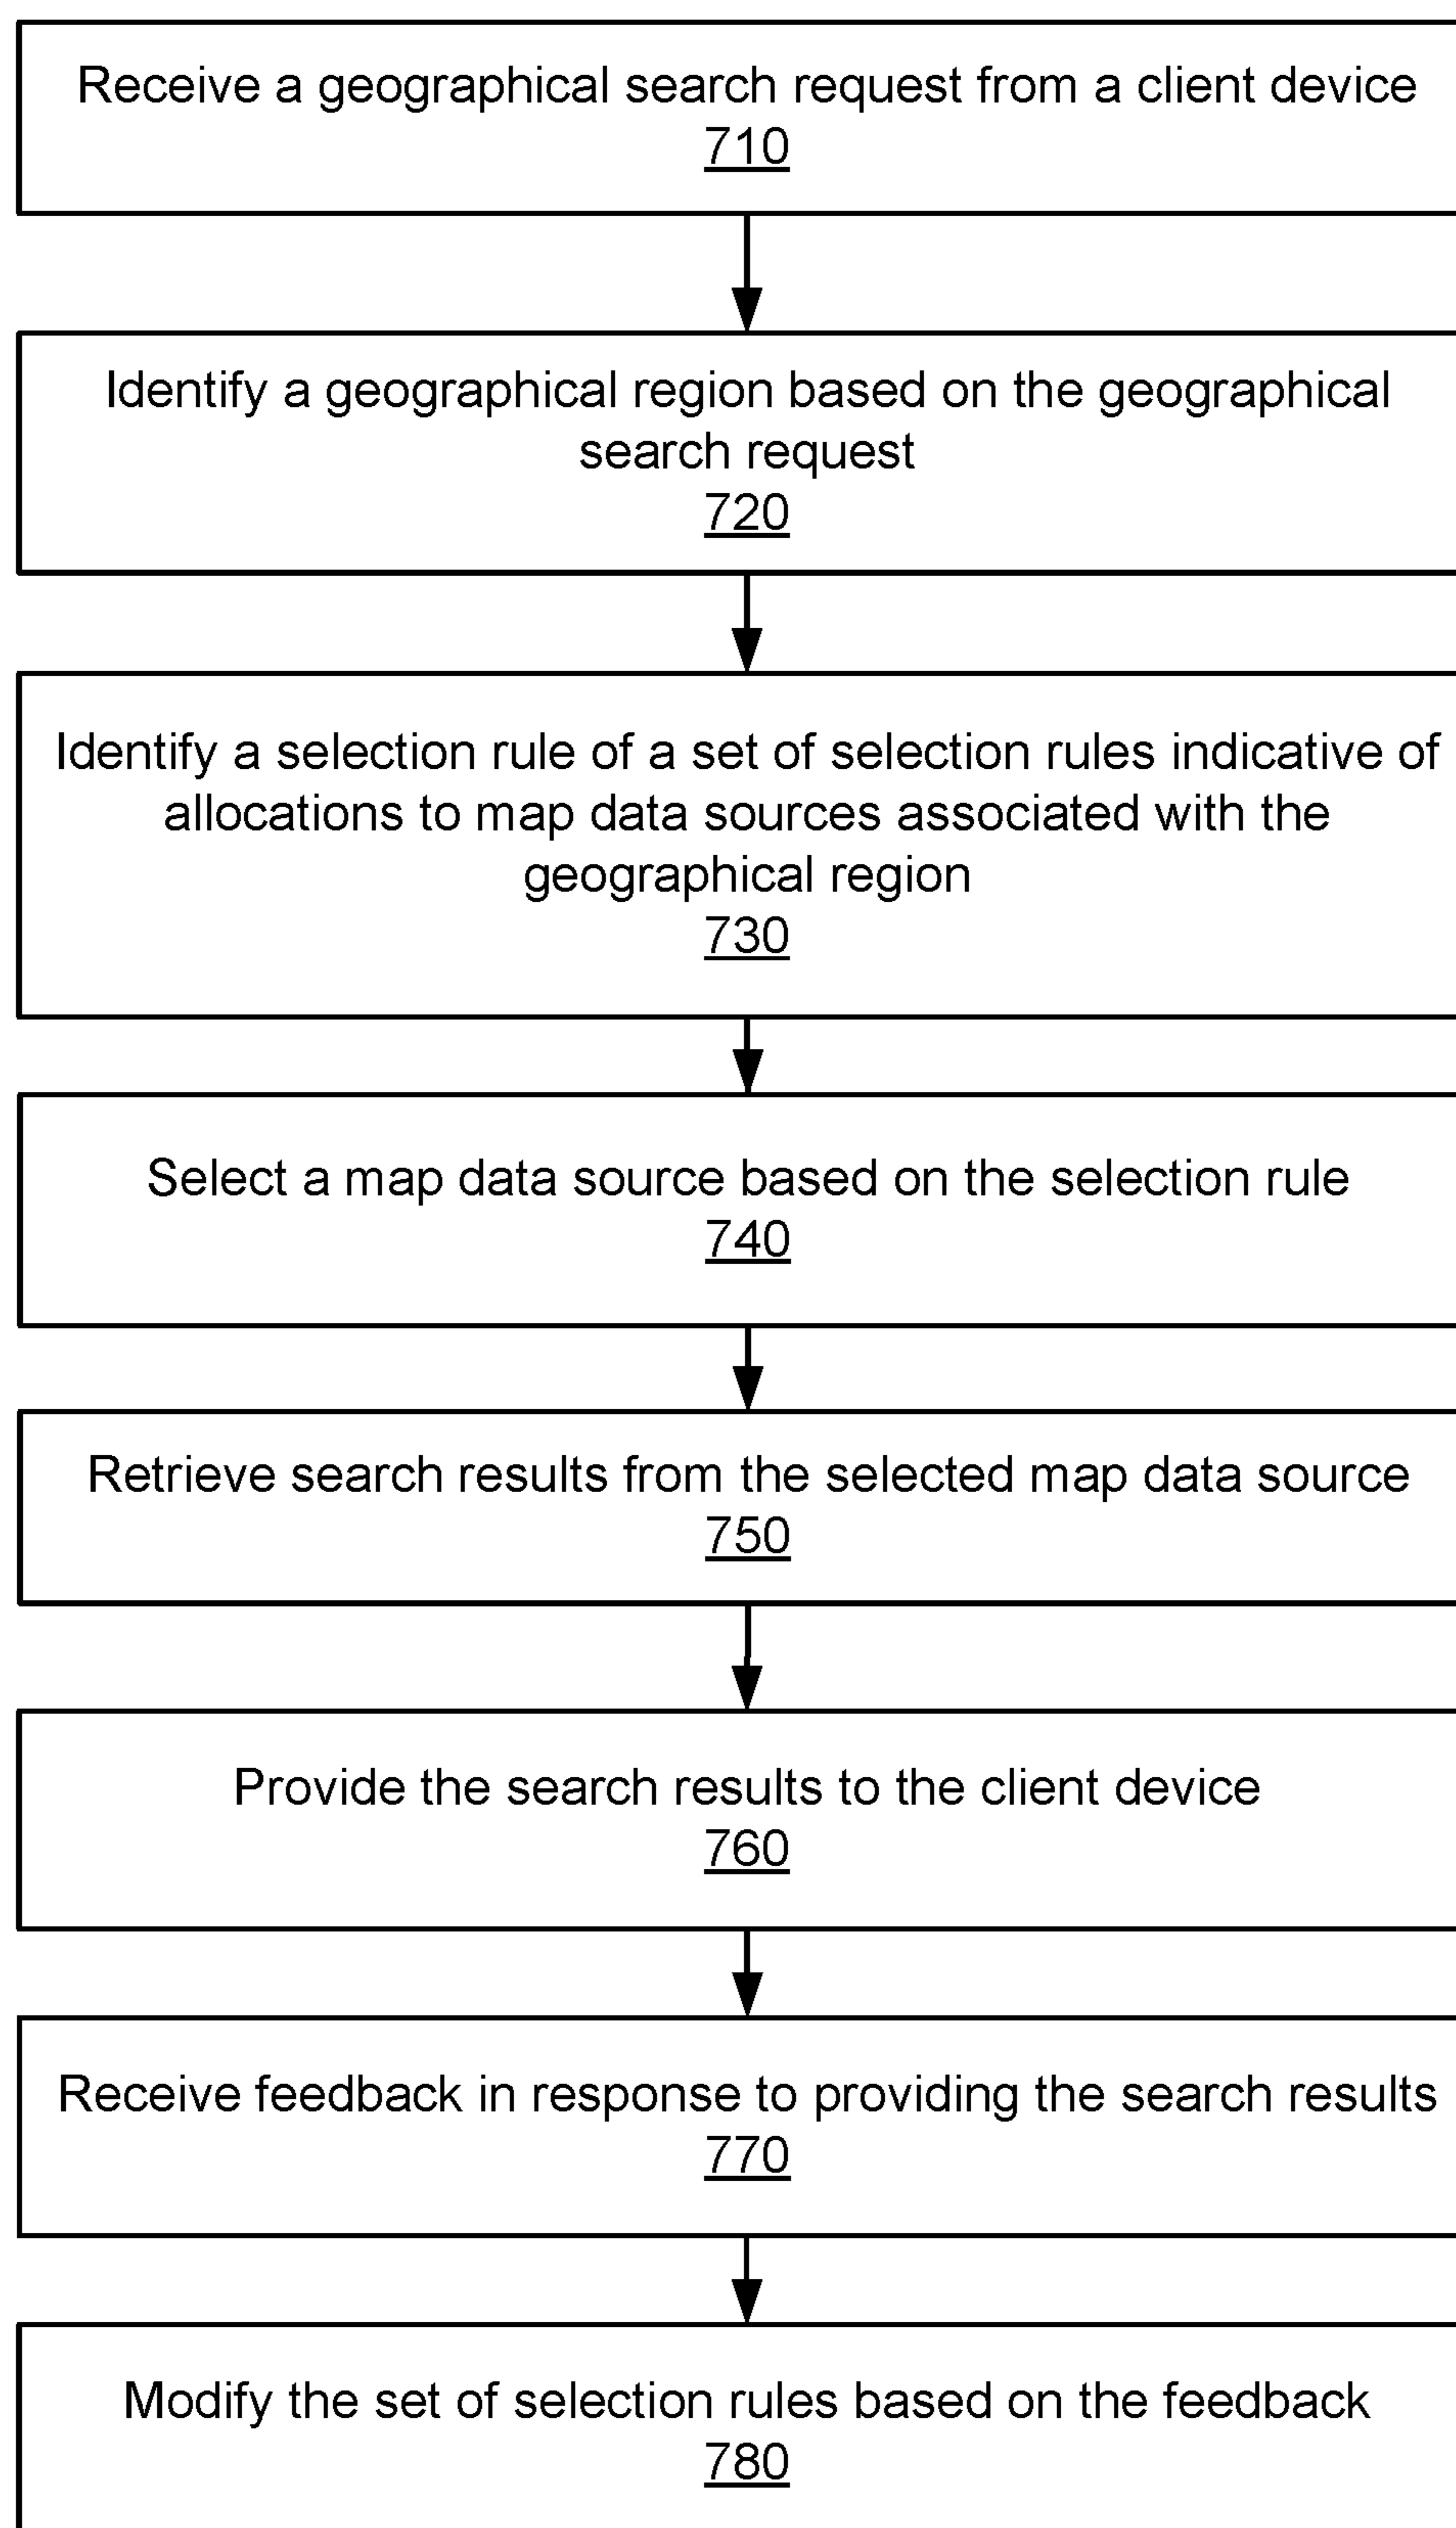 Receive a geographical search request from a client device
710
Identify a geographical region based on the geographical
search request
720
Identify a selection rule of a set of selection rules indicative of
allocations to map data sources associated with the
geographical region
730
Select a map data source based on the selection rule
740
Retrieve search results from the selected map data source
750
Provide the search results to the client device
760
Receive feedback in response to providing the search results
770
Modify the set of selection rules based on the feedback
780